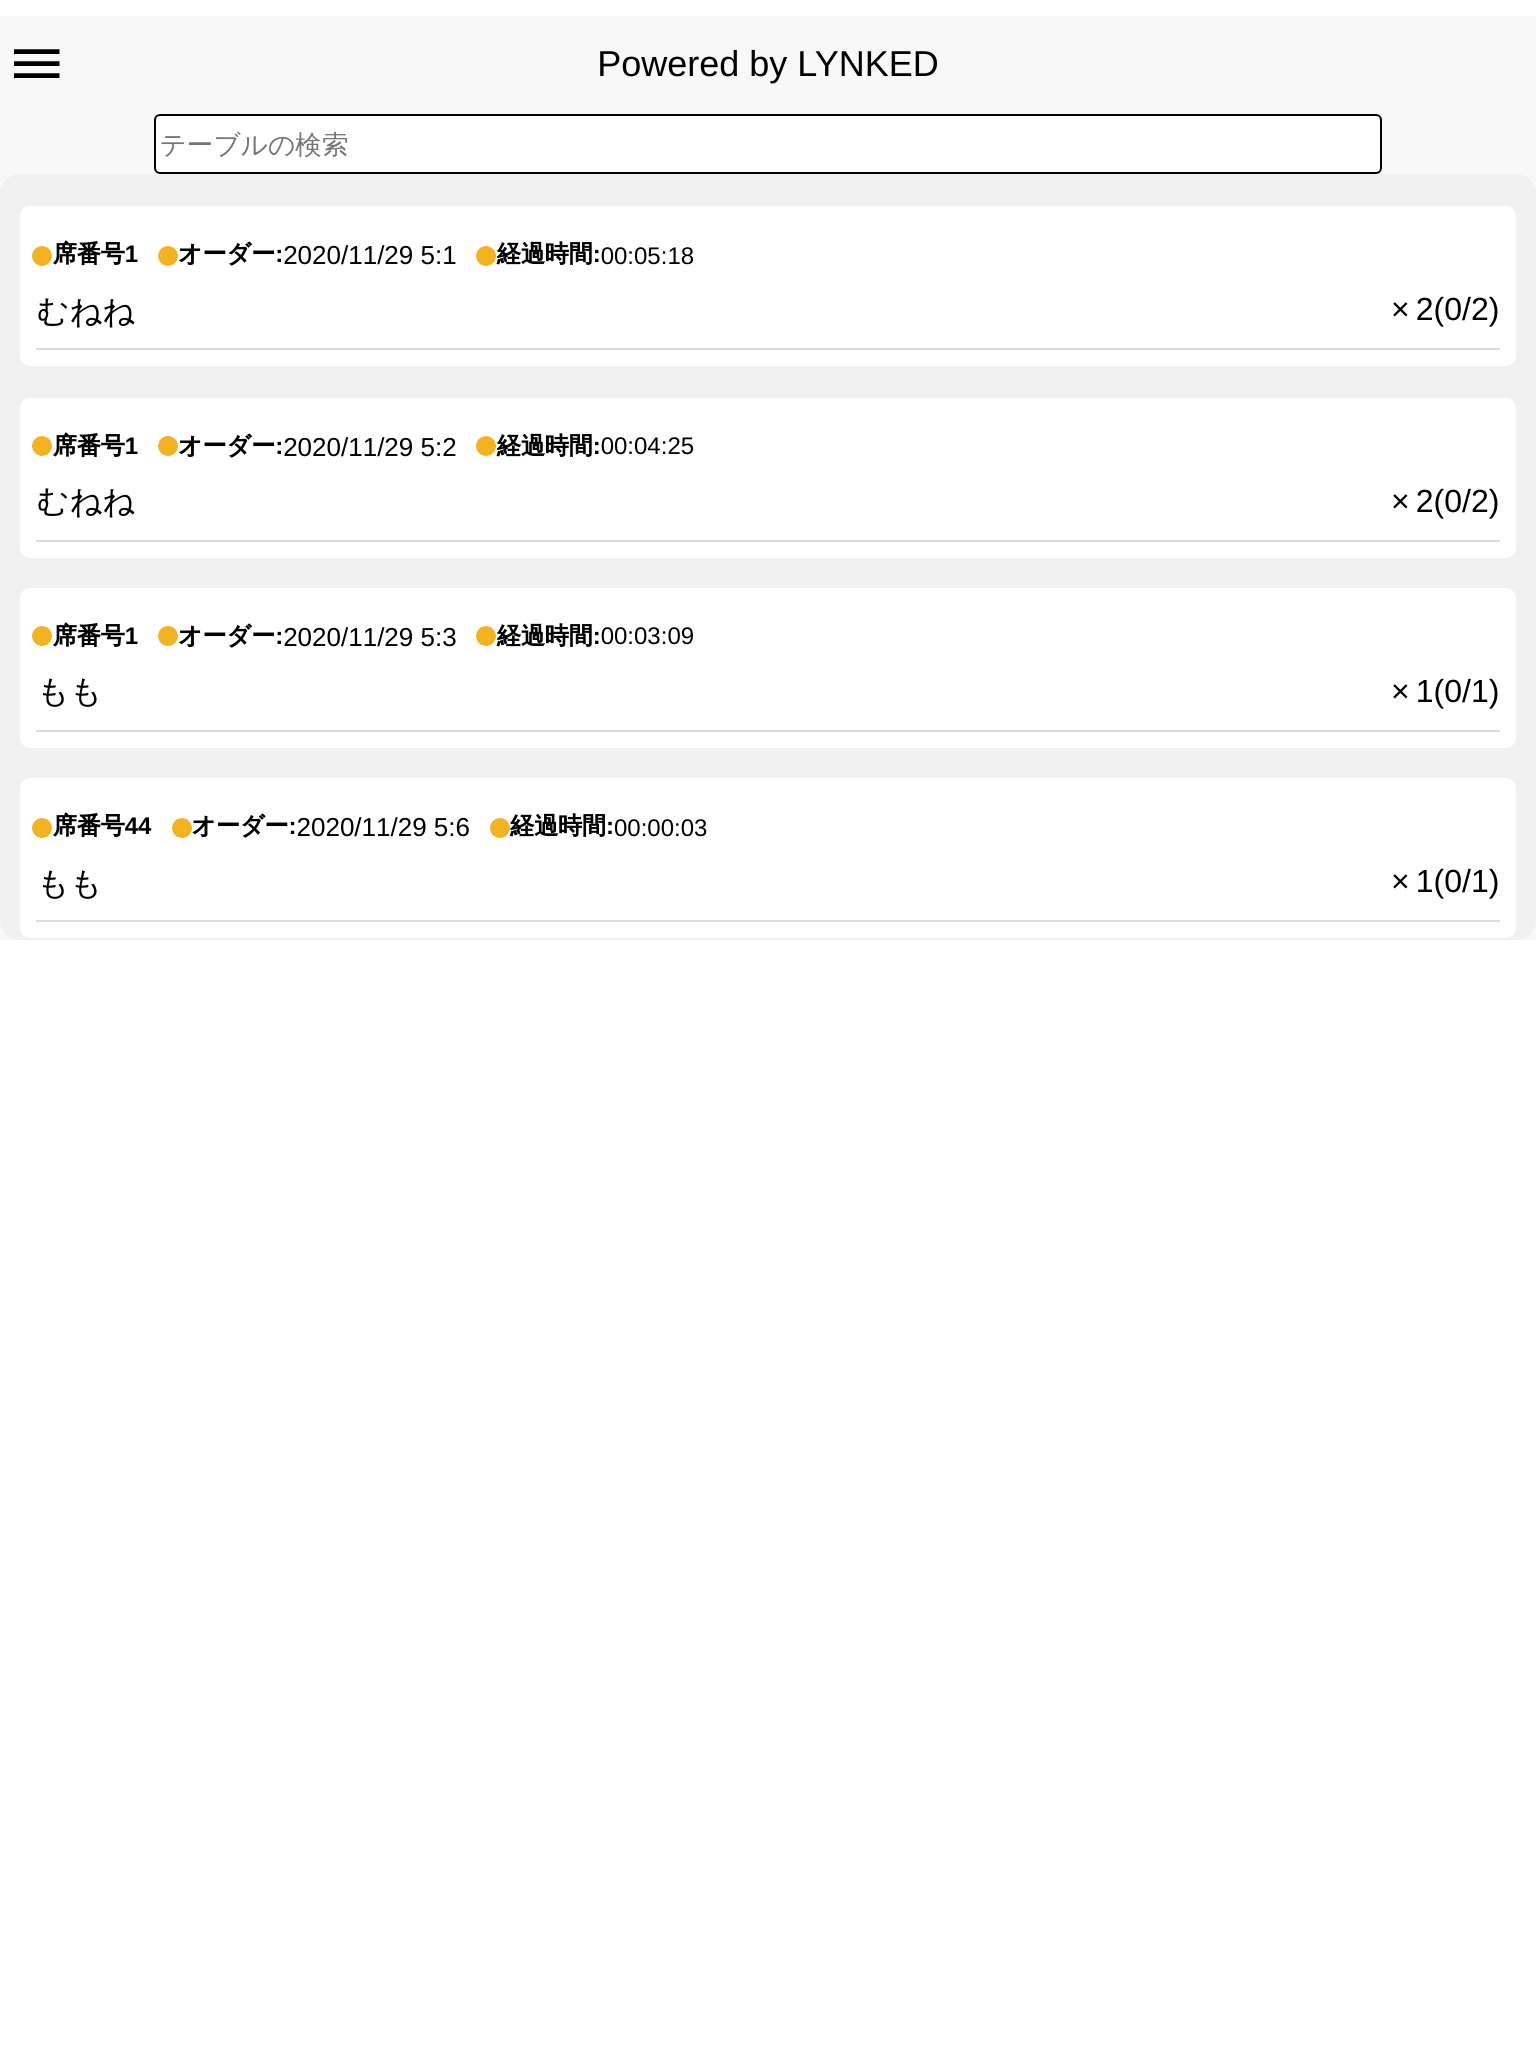 Powered by LYNKED
テーブルの検索
席番号1 オーダー:2020/11/29 5:1 経過時間:00:05:18
むねね × 2(0/2)
席番号1 オーダー:2020/11/29 5:2 経過時間:00:04:25
むねね × 2(0/2)
席番号1 オーダー:2020/11/29 5:3 経過時間:00:03:09
もも × 1(0/1)
席番号44 オーダー:2020/11/29 5:6 経過時間:00:00:03
もも × 1(0/1)